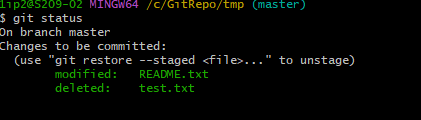 lip2@S209-02 MINGW64 /c/GitRepo/tmp (master)
$ git status
On branch master
Changes to be committed:
  (use "git restore --staged <file>..." to unstage)
        modified:   README.txt
        deleted:    test.txt